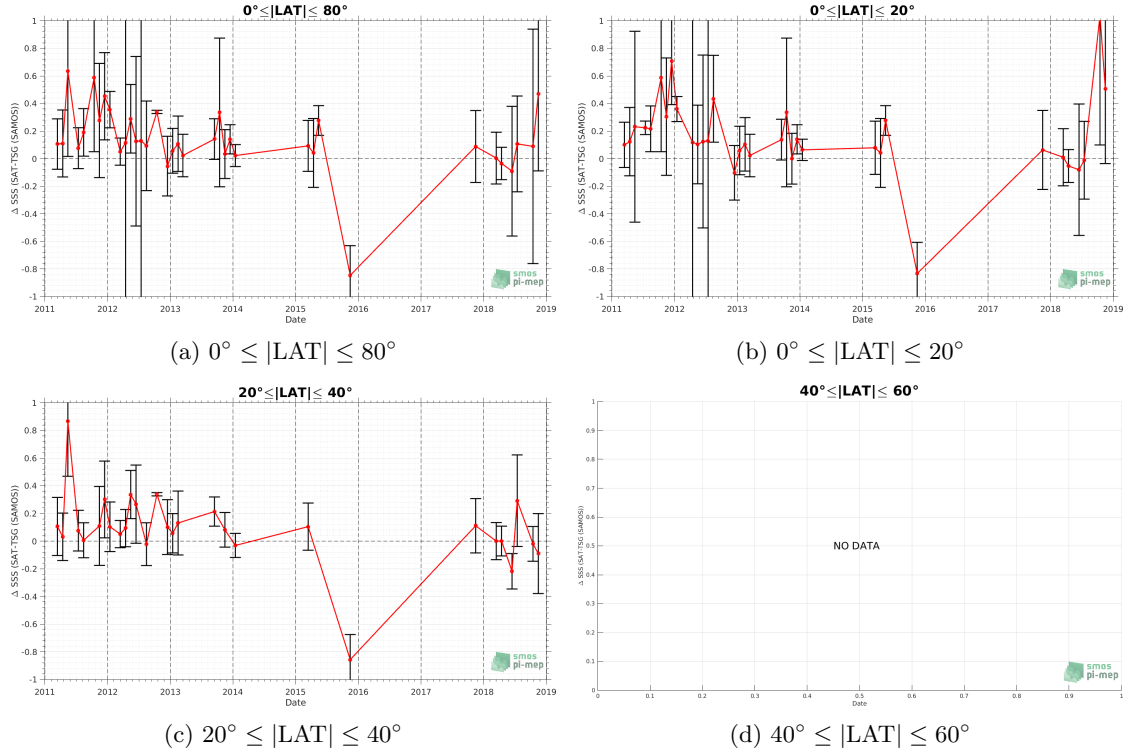 0°≤|LAT|≤ 80°
Δ SSS (SAT-TSG (SAMOS))
1
0.8
0.6
0.4
0.2
0
-0.2
-0.4
-0.6
-0.8
-1
smos
pi-mep
2011 2012 2013 2014 2015 2016 2017 2018 2019
Date
(a) 0° ≤ |LAT| ≤ 80°
0°≤|LAT|≤ 20°
Δ SSS (SAT-TSG (SAMOS))
1
0.8
0.6
0.4
0.2
0
-0.2
-0.4
-0.6
-0.8
-1
smos
pi-mep
2011 2012 2013 2014 2015 2016 2017 2018 2019
Date
(b) 0° ≤ |LAT| ≤ 20°
20°≤|LAT|≤ 40°
Δ SSS (SAT-TSG (SAMOS))
1
0.8
0.6
0.4
0.2
0
-0.2
-0.4
-0.6
-0.8
-1
smos
pi-mep
2011 2012 2013 2014 2015 2016 2017 2018 2019
Date
(c) 20° ≤ |LAT| ≤ 40°
40°≤|LAT|≤ 60°
Δ SSS (SAT-TSG (SAMOS))
1
0.9
0.8
0.7
0.6
0.5
0.4
0.3
0.2
0.1
0
NO DATA
smos
pi-mep
0 0.1 0.2 0.3 0.4 0.5 0.6 0.7 0.8 0.9 1
Date
(d) 40° ≤ |LAT| ≤ 60°